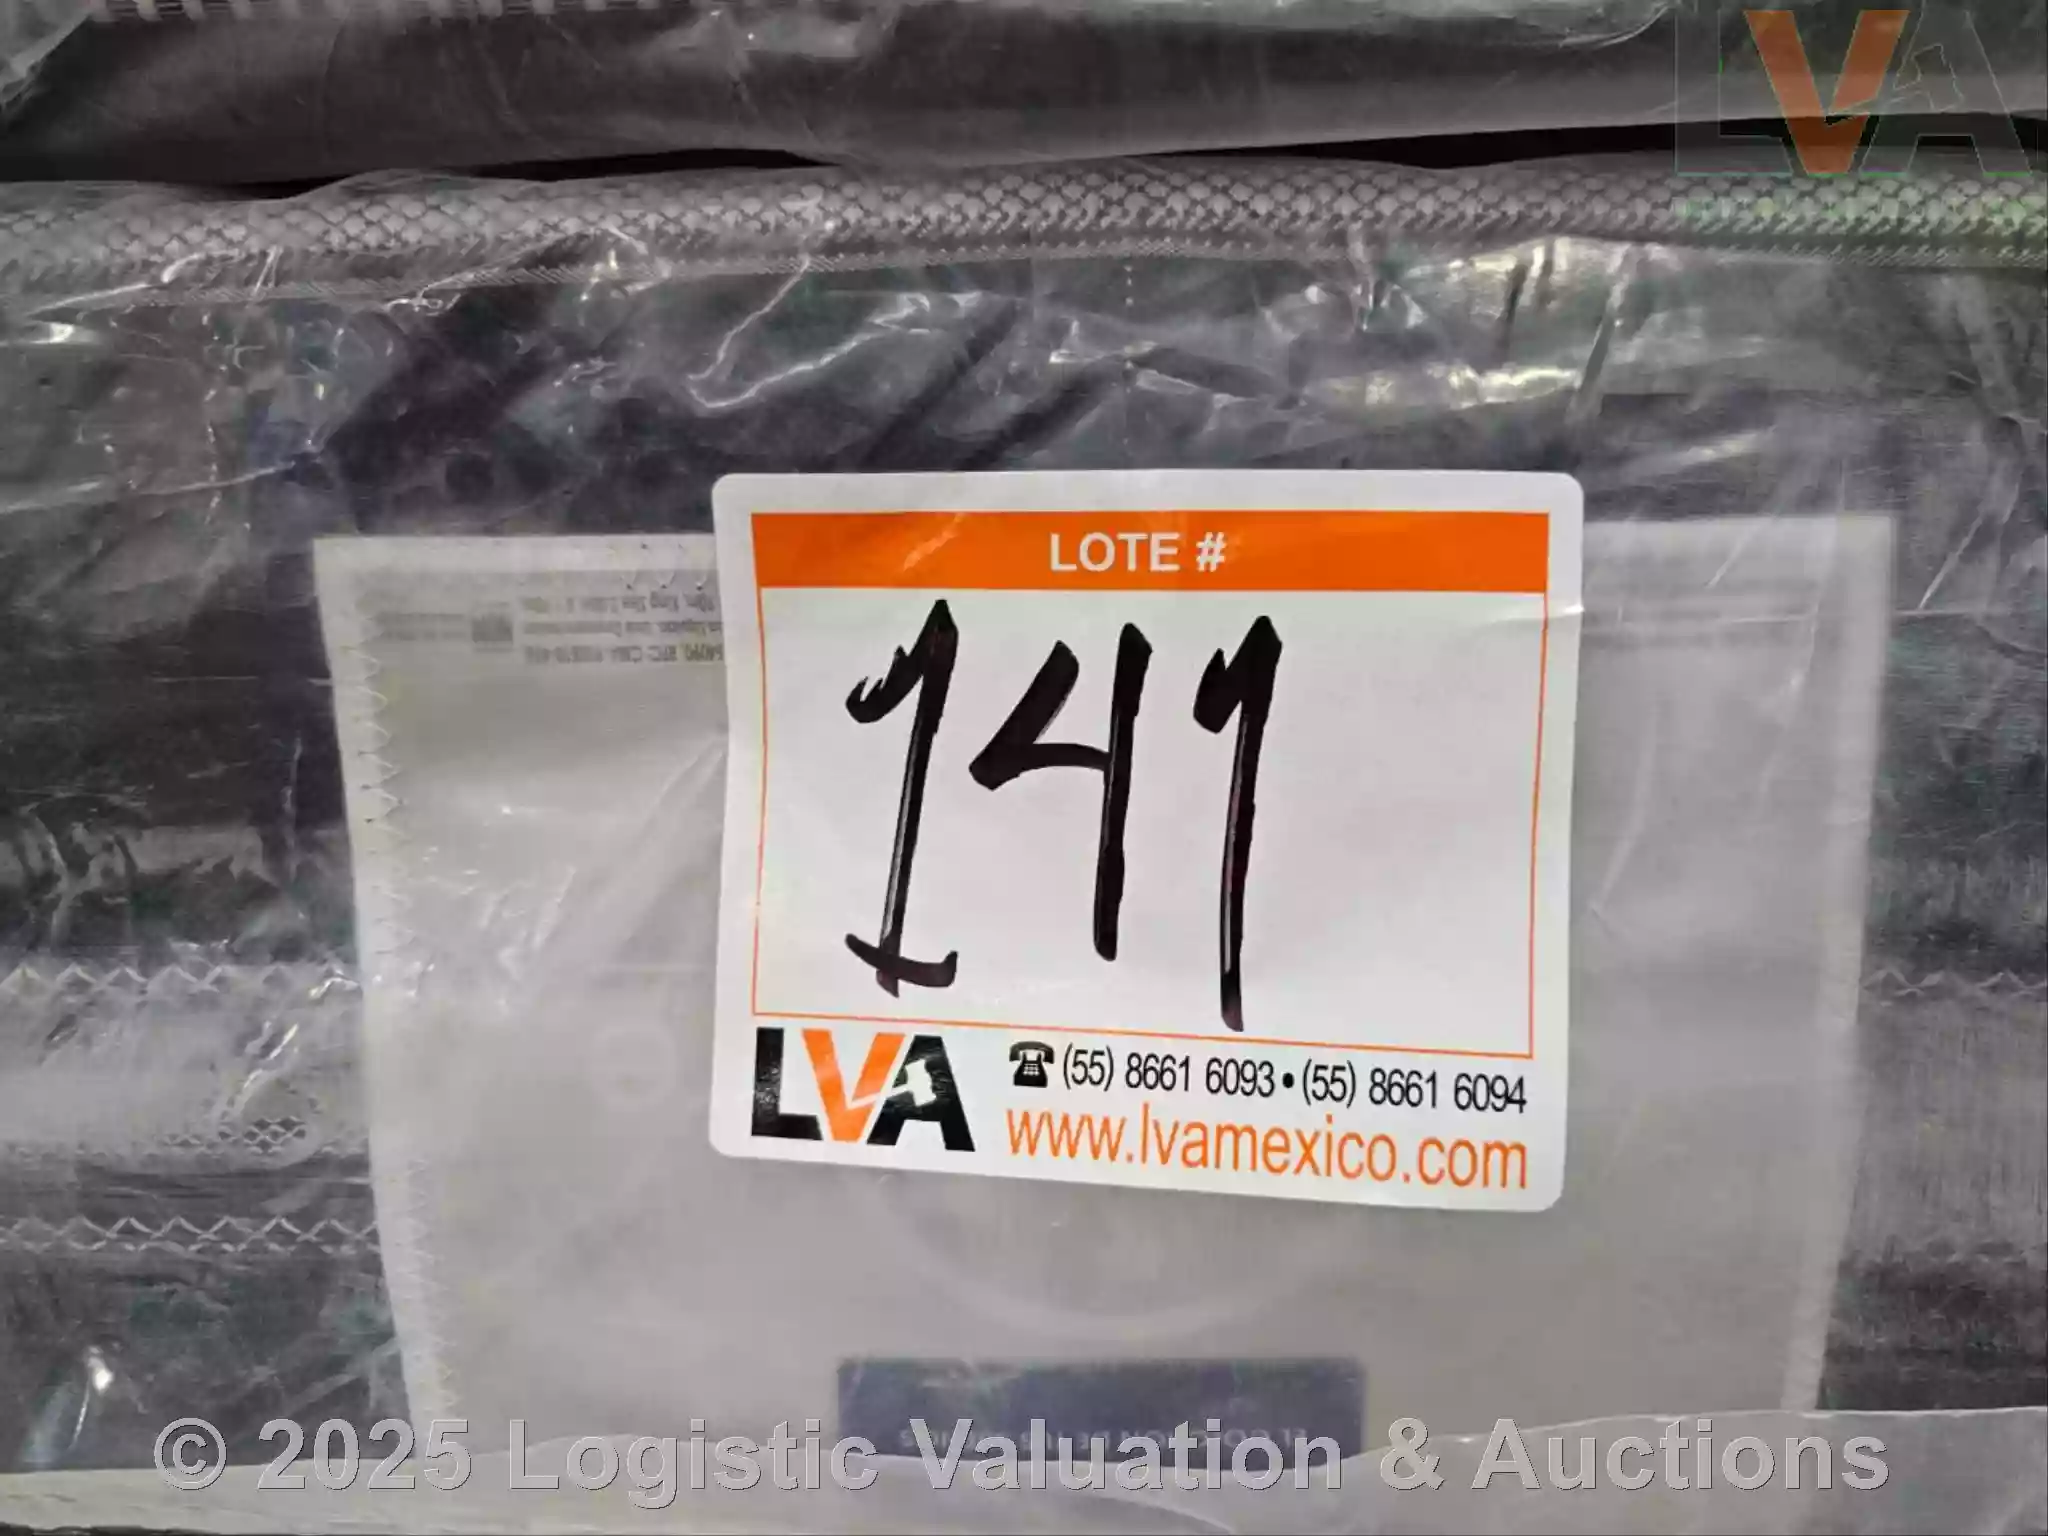 LVA
LOTE #
141
LVA
(55) 8661 6093 • (55) 8661 6094
www.lvamexico.com
© 2025 Logistic Valuation & Auctions